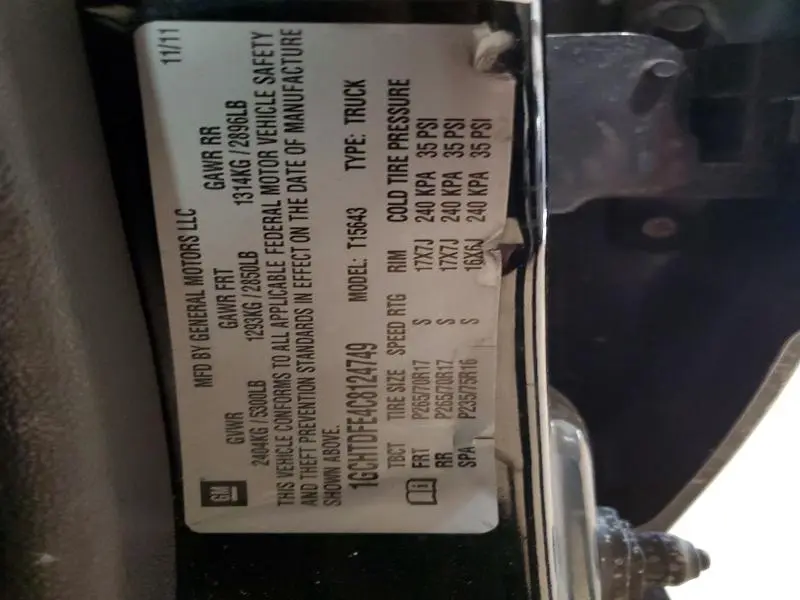 GM
MFD BY GENERAL MOTORS LLC 11/11
GVWR GAWR FRT GAWR RR
2404KG / 5300LB 1293KG / 2850LB 1314KG / 2896LB
THIS VEHICLE CONFORMS TO ALL APPLICABLE FEDERAL MOTOR VEHICLE SAFETY
AND THEFT PREVENTION STANDARDS IN EFFECT ON THE DATE OF MANUFACTURE
SHOWN ABOVE.
1GCHTDFE4C8124749 MODEL: T15643 TYPE: TRUCK
TBCT TIRE SIZE SPEED RTG RIM COLD TIRE PRESSURE
FRT P265/70R17 S 17X7J 240 KPA 35 PSI
RR P265/70R17 S 17X7J 240 KPA 35 PSI
SPA P235/75R16 S 16X6J 240 KPA 35 PSI